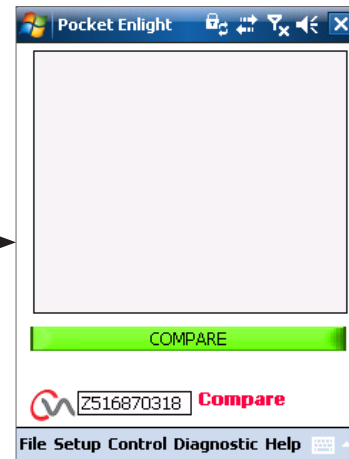 Pocket Enlight
COMPARE
Z516870318 Compare
File Setup Control Diagnostic Help